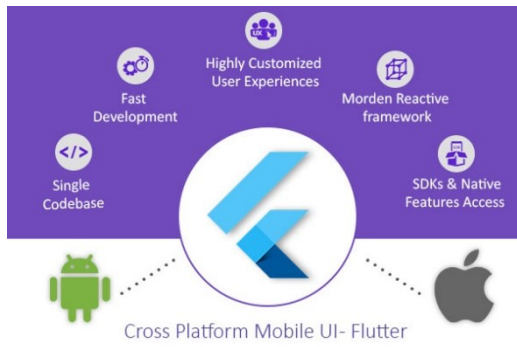 UX
Highly Customized
User Experiences
Fast
Development
Morden Reactive
framework
</>
Single
Codebase
SDKs & Native
Features Access
Cross Platform Mobile UI- Flutter